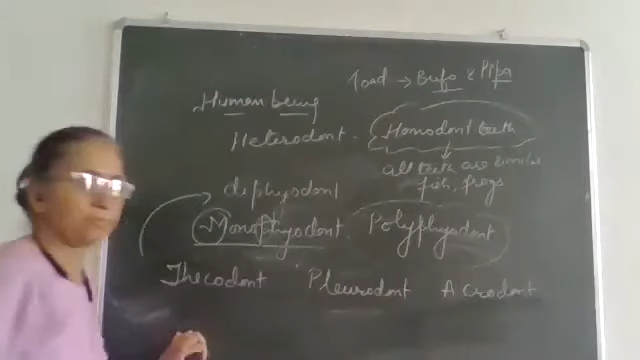 Toad → Bufo & Pipa
Human being
Heterodont - Homodont teeth
all teeth are similar
fish, frogs
diphyodont
Monophyodont. Polyphyodont
Thecodont Pleurodont Acrodont